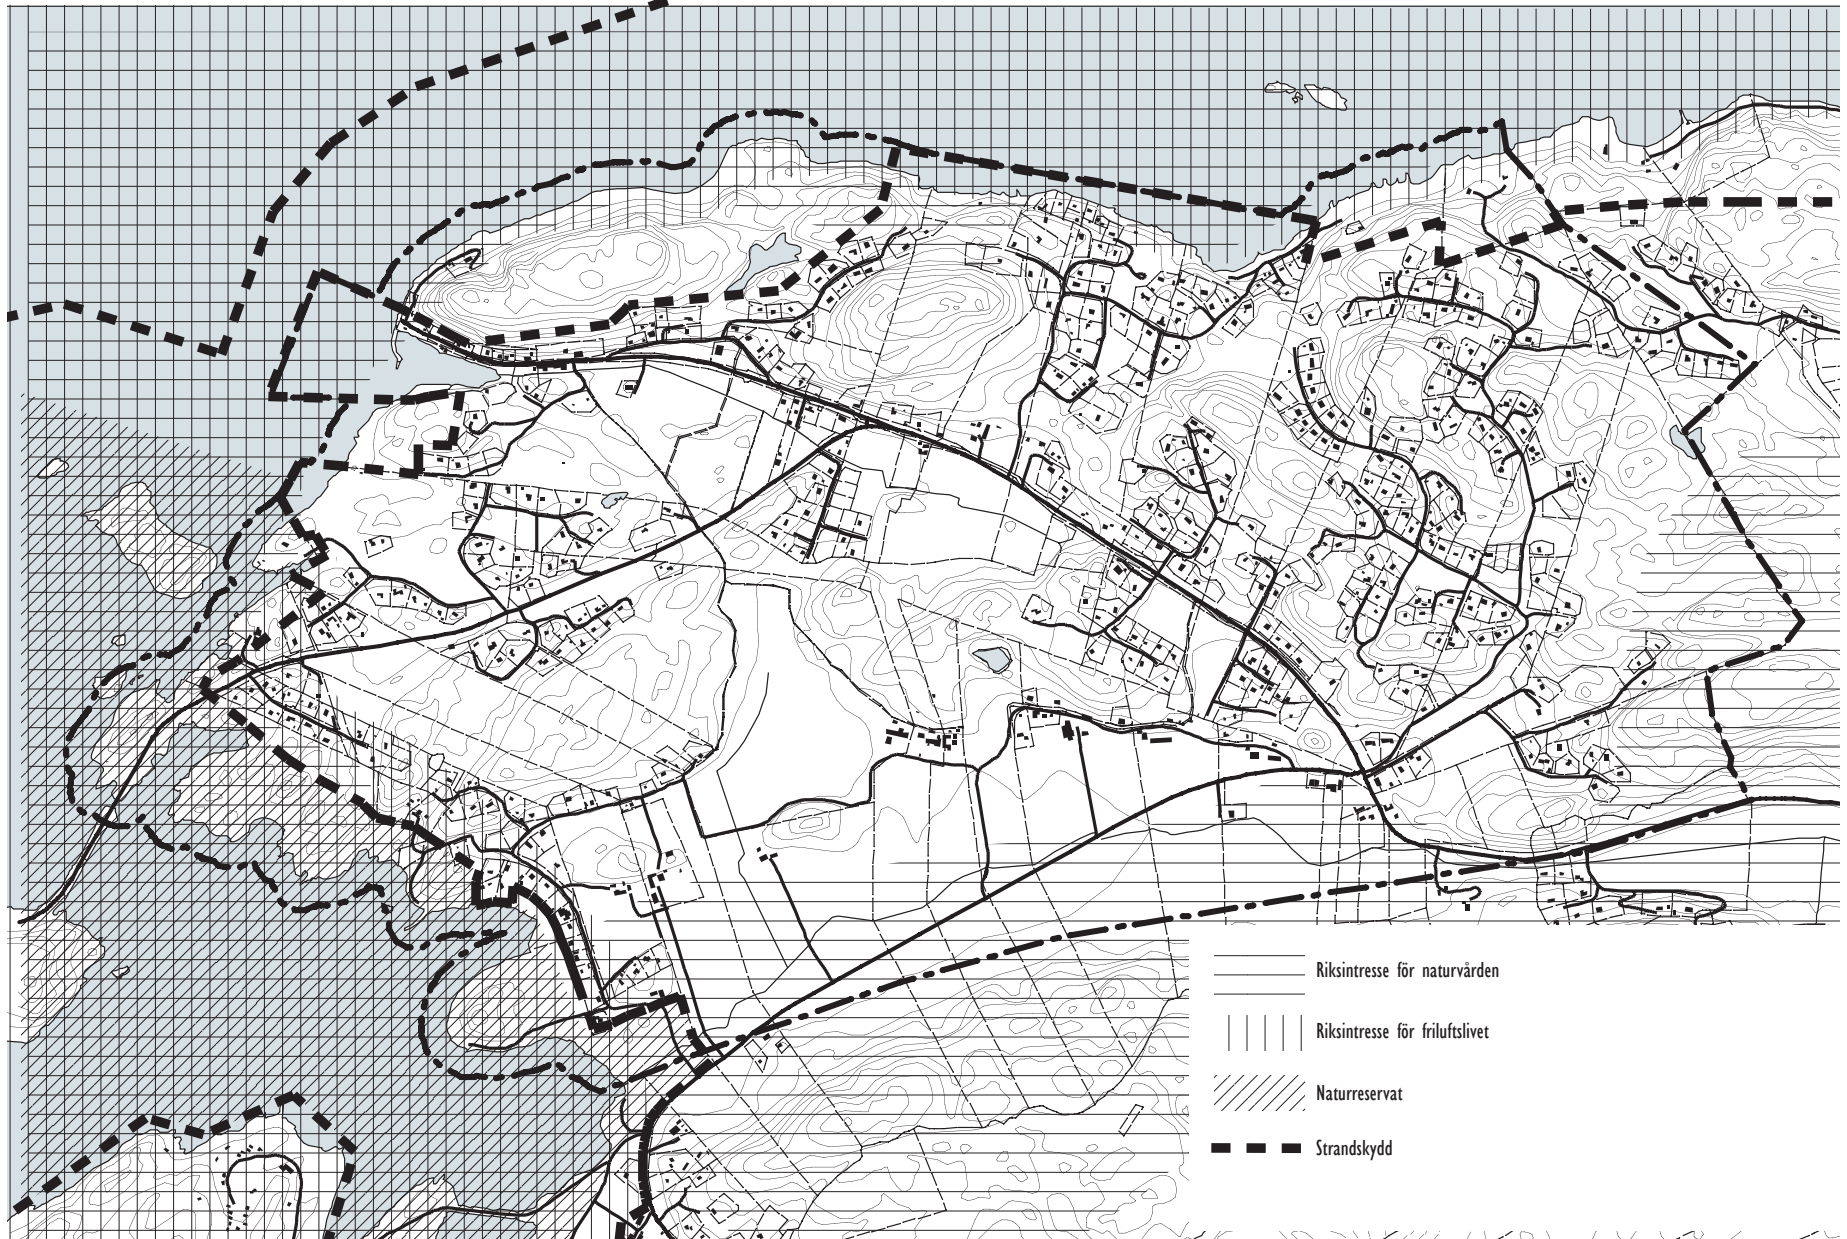 Riksintresse för naturvården
Riksintresse för friluftslivet
Naturreservat
Strandskydd